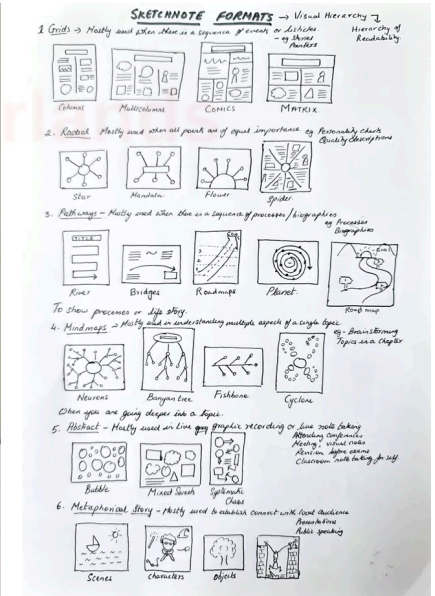 SKETCHNOTE FORMATS → Visual Hierarchy
Hierarchy of Readability.
1 Grids → Mostly used when there is a sequence of events or listicles.
- eg Stories
Pointers
Columns
Multicolumns
COMICS
MATRIX
2. Radial Mostly used when all points are of equal importance eg Personality charts
Quality descriptions
Star
Mandala
Flower
Spider
3. Pathways - Mostly used when there is a sequence of processes/biographies
eg Processes
Biographies
TITLE
River
Bridges
Roadmaps
Planet
Goal
Road map
To show processes or life story.
4. Mindmaps → Mostly used in understanding multiple aspects of a single topic
eg - Brainstorming
Topics in a Chapter
Neurons
Banyan tree
Fishbone
Cyclone
When you are going deeper into a topic.
5. Abstract - Mostly used in Live graphic recording or live note taking
Attending conferences
Meeting, visual notes
Revision before exams
Classroom note taking for self.
Bubble
Mixed Sweets
Systematic
Chaos
6. Metaphorical Story - Mostly used to establish connect with local audience
Presentations
Public speaking
Scenes
Characters
Objects